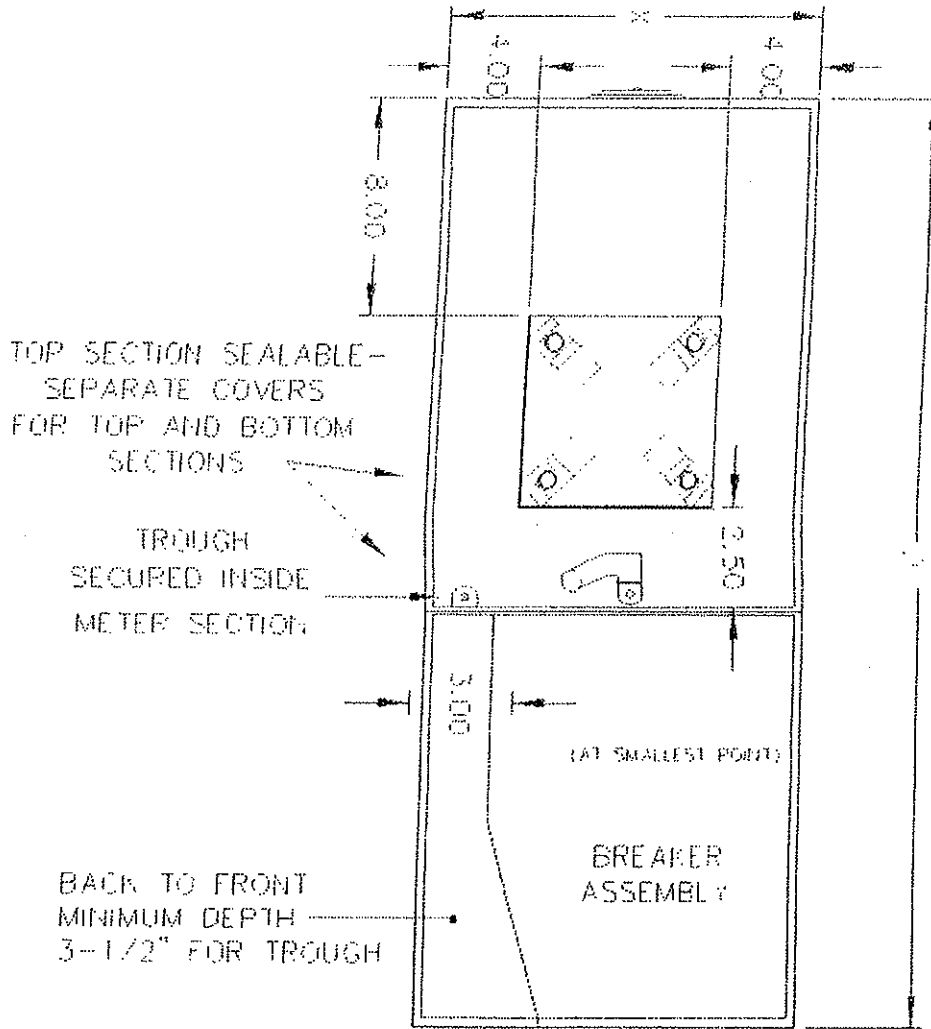 X
4.00
4.00
8.00
TOP SECTION SEALABLE-
SEPARATE COVERS
FOR TOP AND BOTTOM
SECTIONS
2.50
TROUGH
SECURED INSIDE
METER SECTION
3.00
(AT SMALLEST POINT)
BREAKER
ASSEMBLY
BACK TO FRONT
MINIMUM DEPTH
3-1/2" FOR TROUGH